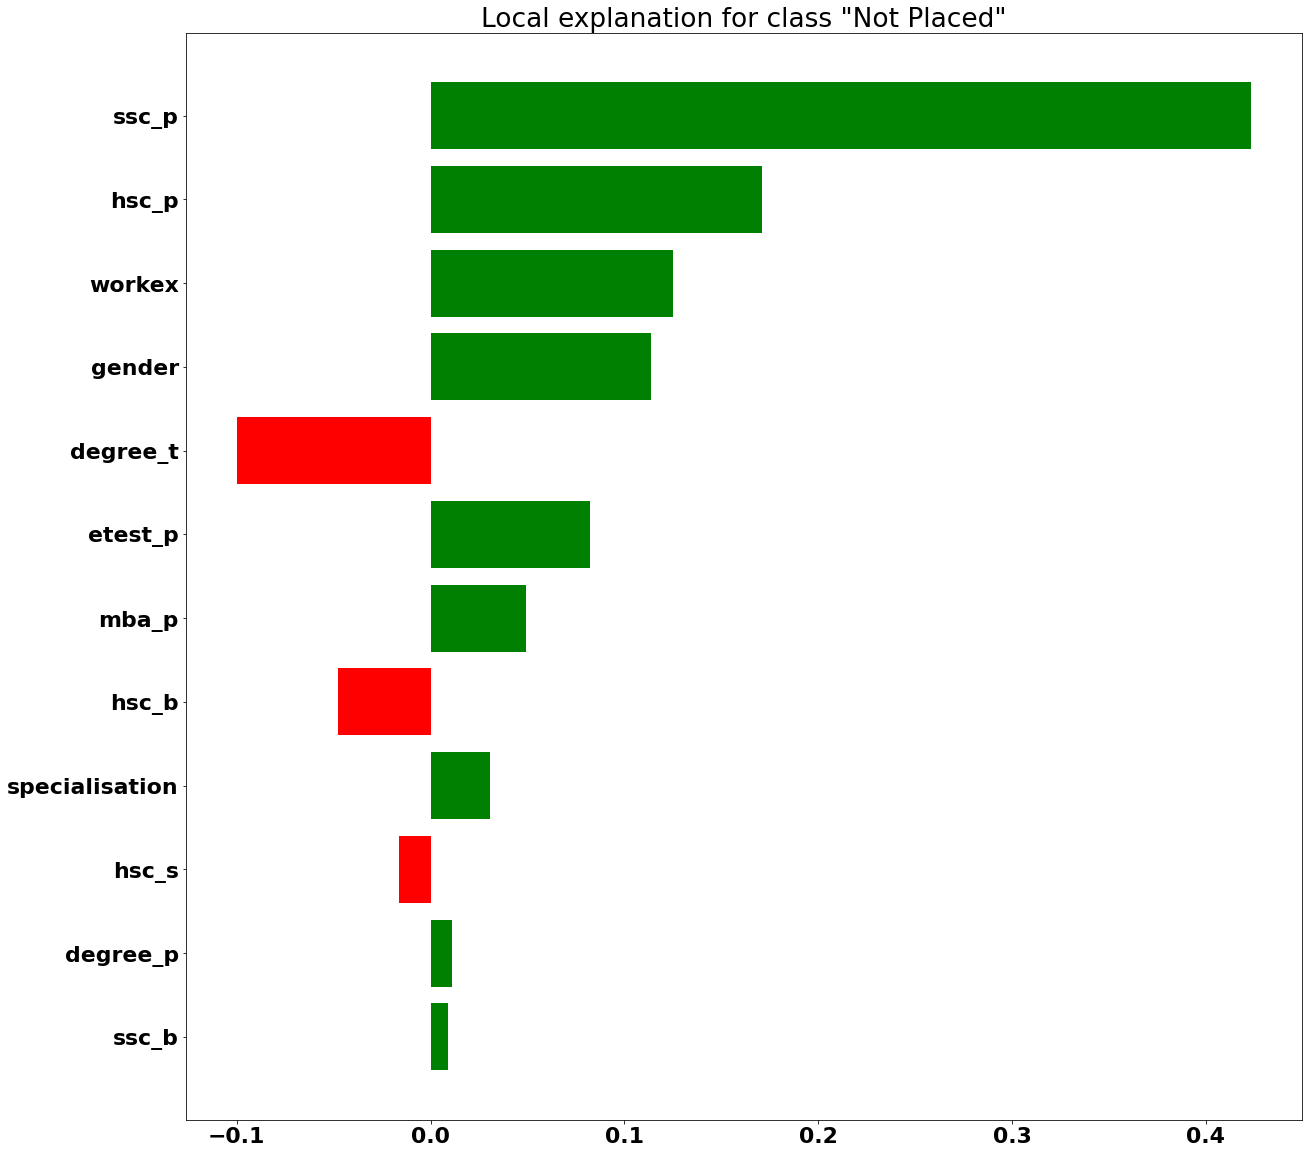 Local explanation for class "Not Placed"
ssc_p
hsc_p
workex
gender
degree_t
etest_p
mba_p
hsc_b
specialisation
hsc_s
degree_p
ssc_b
−0.1 0.0 0.1 0.2 0.3 0.4